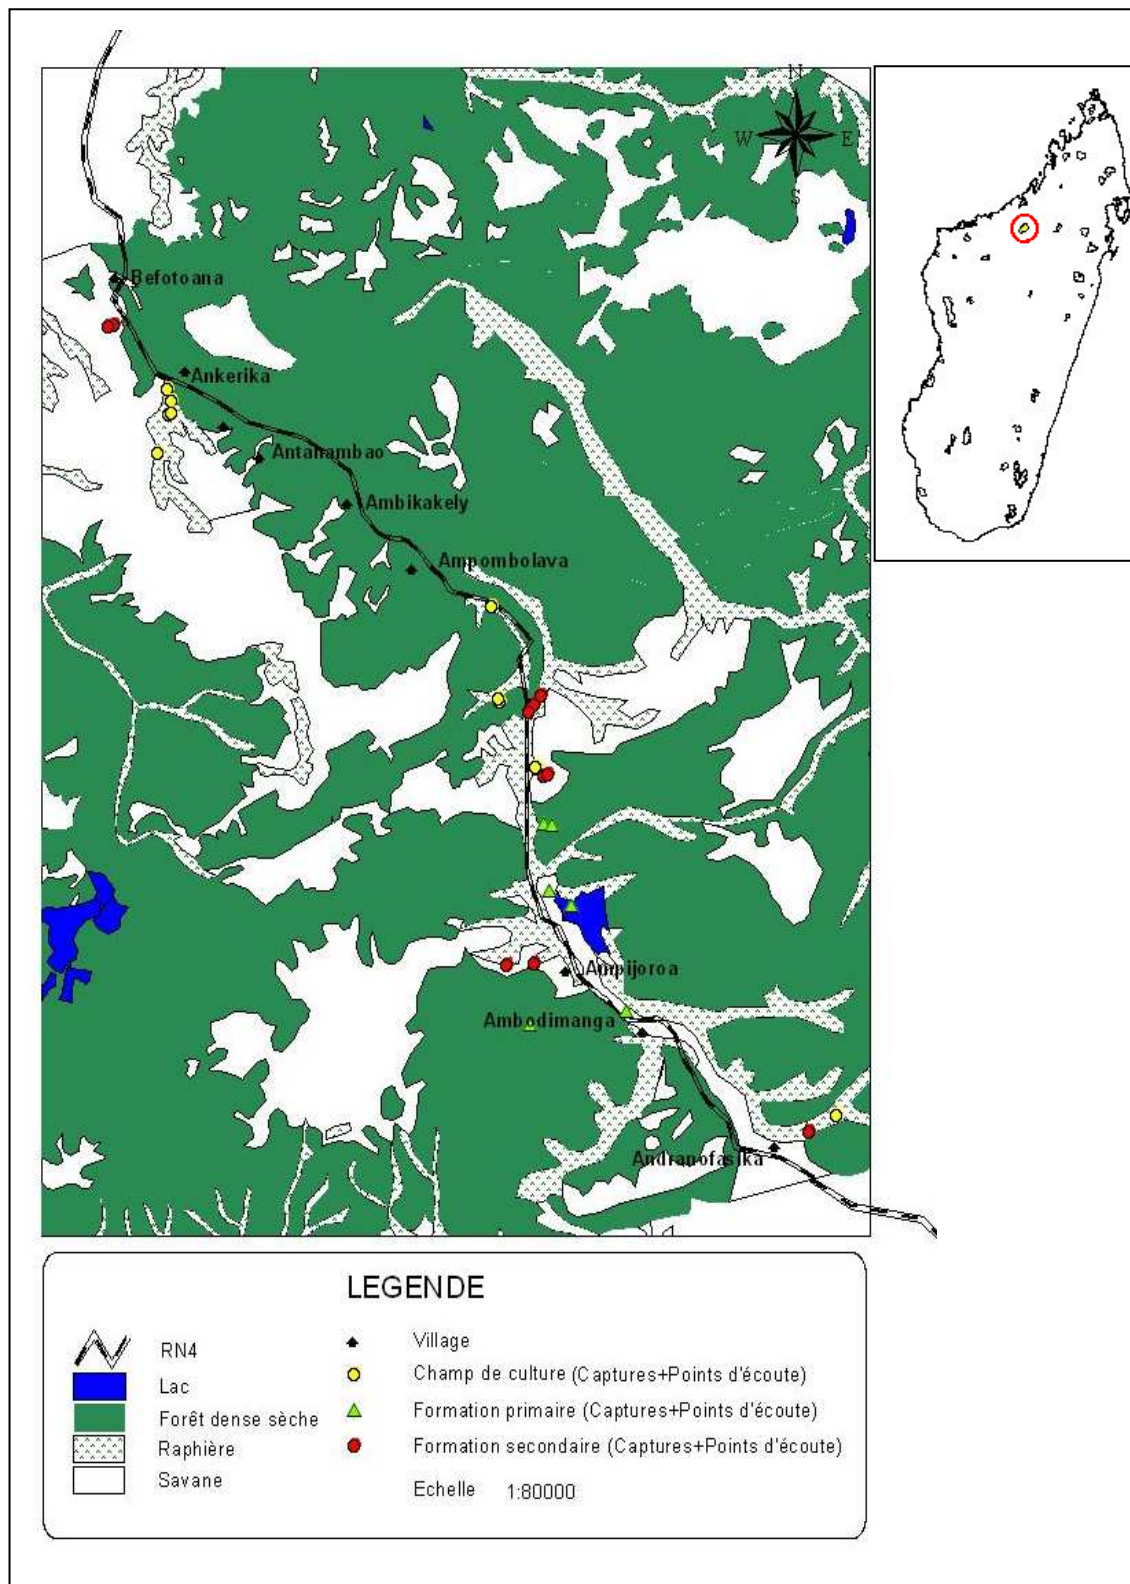 N
W E
S
Befotoana
Ankerika
Antanambao
Ambikakely
Ampombolava
Ampijoroa
Ambodimanga
Andranofasika
LEGENDE
RN4
Lac
Forêt dense sèche
Raphière
Savane
Village
Champ de culture (Captures+Points d'écoute)
Formation primaire (Captures+Points d'écoute)
Formation secondaire (Captures+Points d'écoute)
Echelle 1:80000